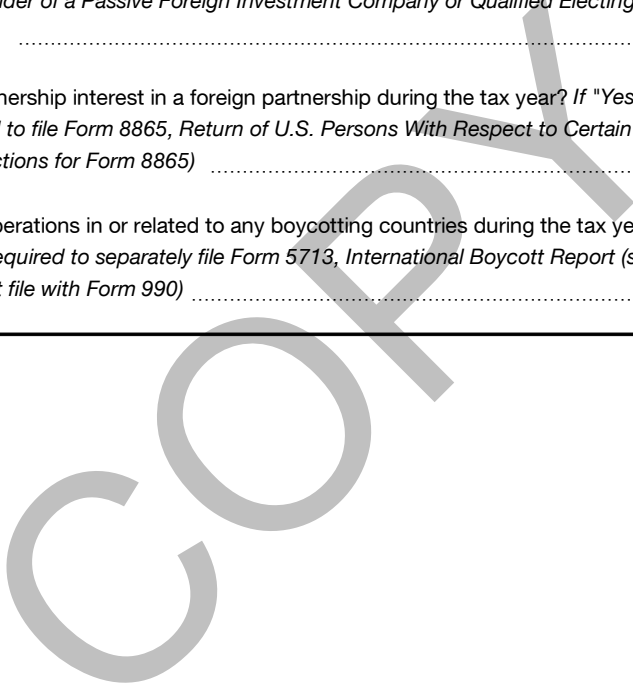 der of a Passive Foreign Investment Company or Qualified Electing
nership interest in a foreign partnership during the tax year? If "Yes
to file Form 8865, Return of U.S. Persons With Respect to Certain
ctions for Form 8865)
perations in or related to any boycotting countries during the tax ye
equired to separately file Form 5713, International Boycott Report (s
t file with Form 990)
COPY